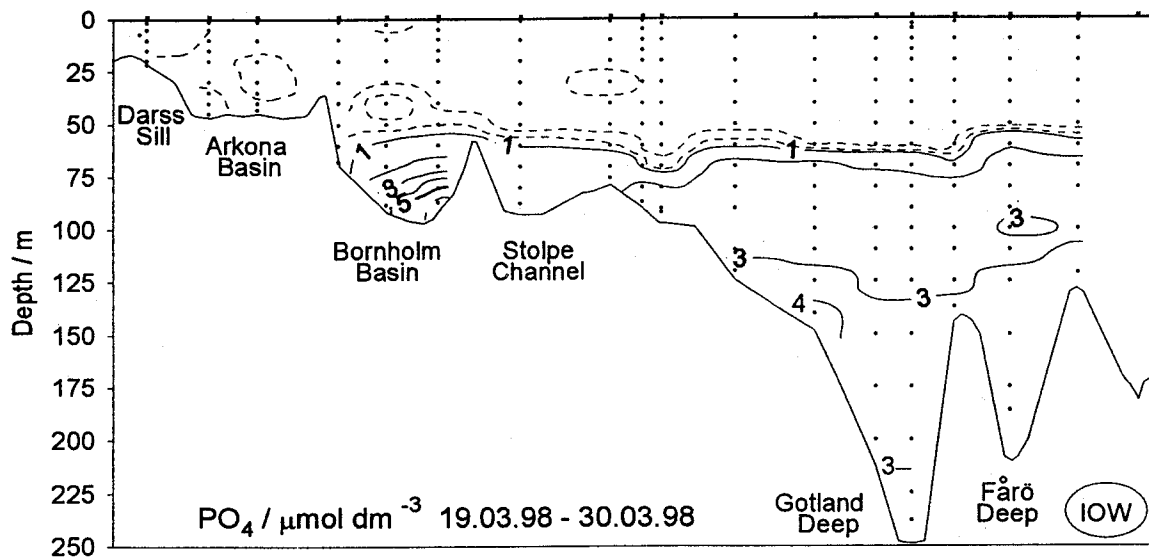 0
25
50
75
100
125
150
175
200
225
250
Depth / m
Darss
Sill
Arkona
Basin
Bornholm
Basin
Stolpe
Channel
Gotland
Deep
Fårö
Deep
1
3
5
1
1
3
3
3
4
3
PO₄ / μmol dm ⁻³ 19.03.98 - 30.03.98
IOW